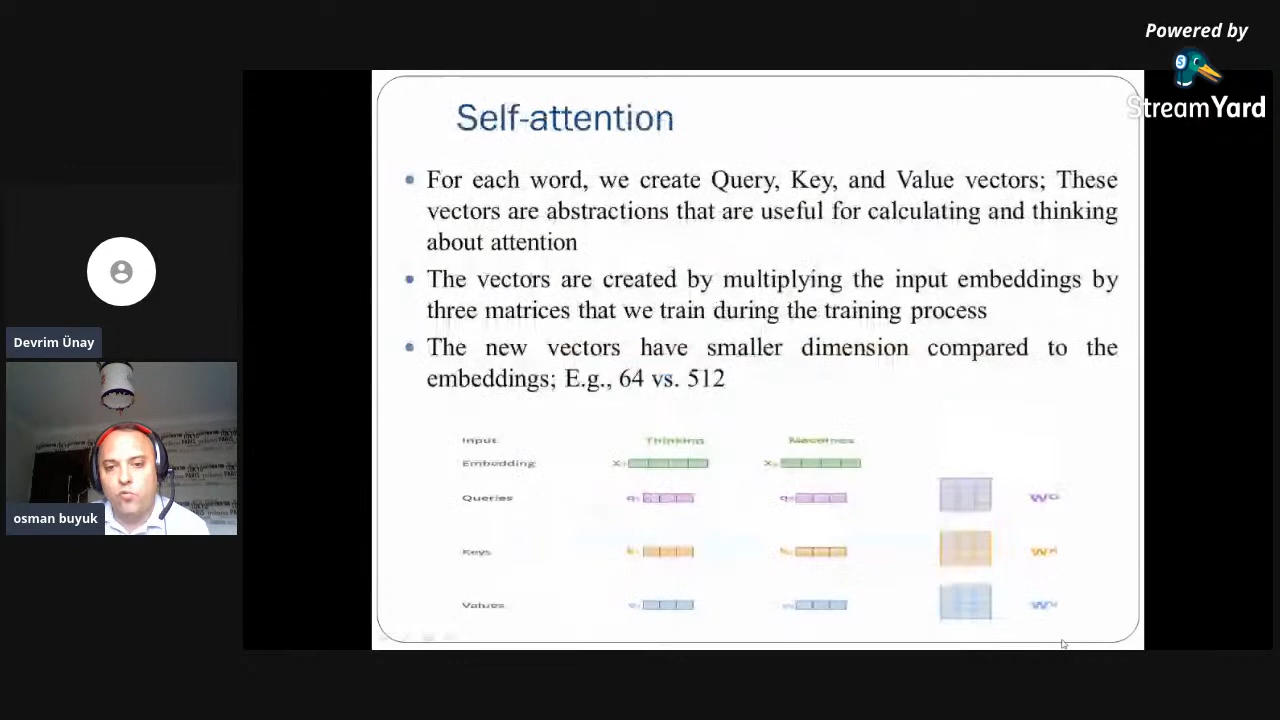 Powered by
StreamYard
Self-attention
• For each word, we create Query, Key, and Value vectors; These
vectors are abstractions that are useful for calculating and thinking
about attention
• The vectors are created by multiplying the input embeddings by
three matrices that we train during the training process
• The new vectors have smaller dimension compared to the
embeddings; E.g., 64 vs. 512
Input Thinking Machines
Embedding
Queries
Keys
Values
Devrim Ünay
osman buyuk